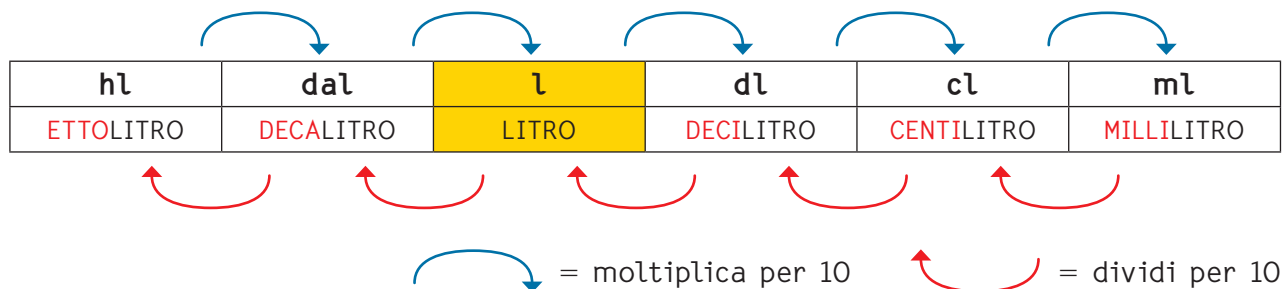 hl dal l dl cl ml
ETTOLITRO DECALITRO LITRO DECILITRO CENTILITRO MILLILITRO
= moltiplica per 10 = dividi per 10